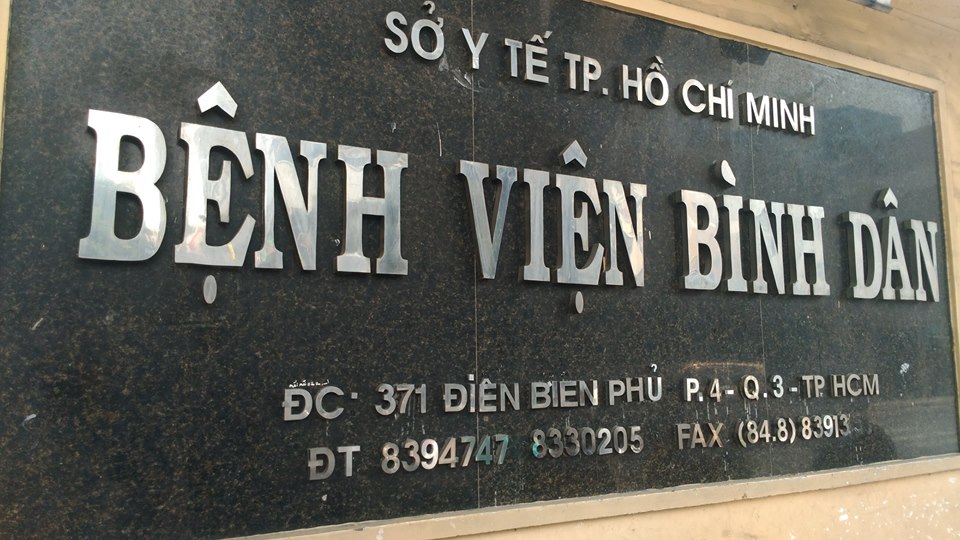 SỞ Y TẾ TP. HỒ CHÍ MINH
BỆNH VIỆN BÌNH DÂN
ĐC: 371 ĐIỆN BIEN PHỦ P.4 - Q.3 - TP. HCM
ĐT 8394747 8330205 FAX (84.8) 83913